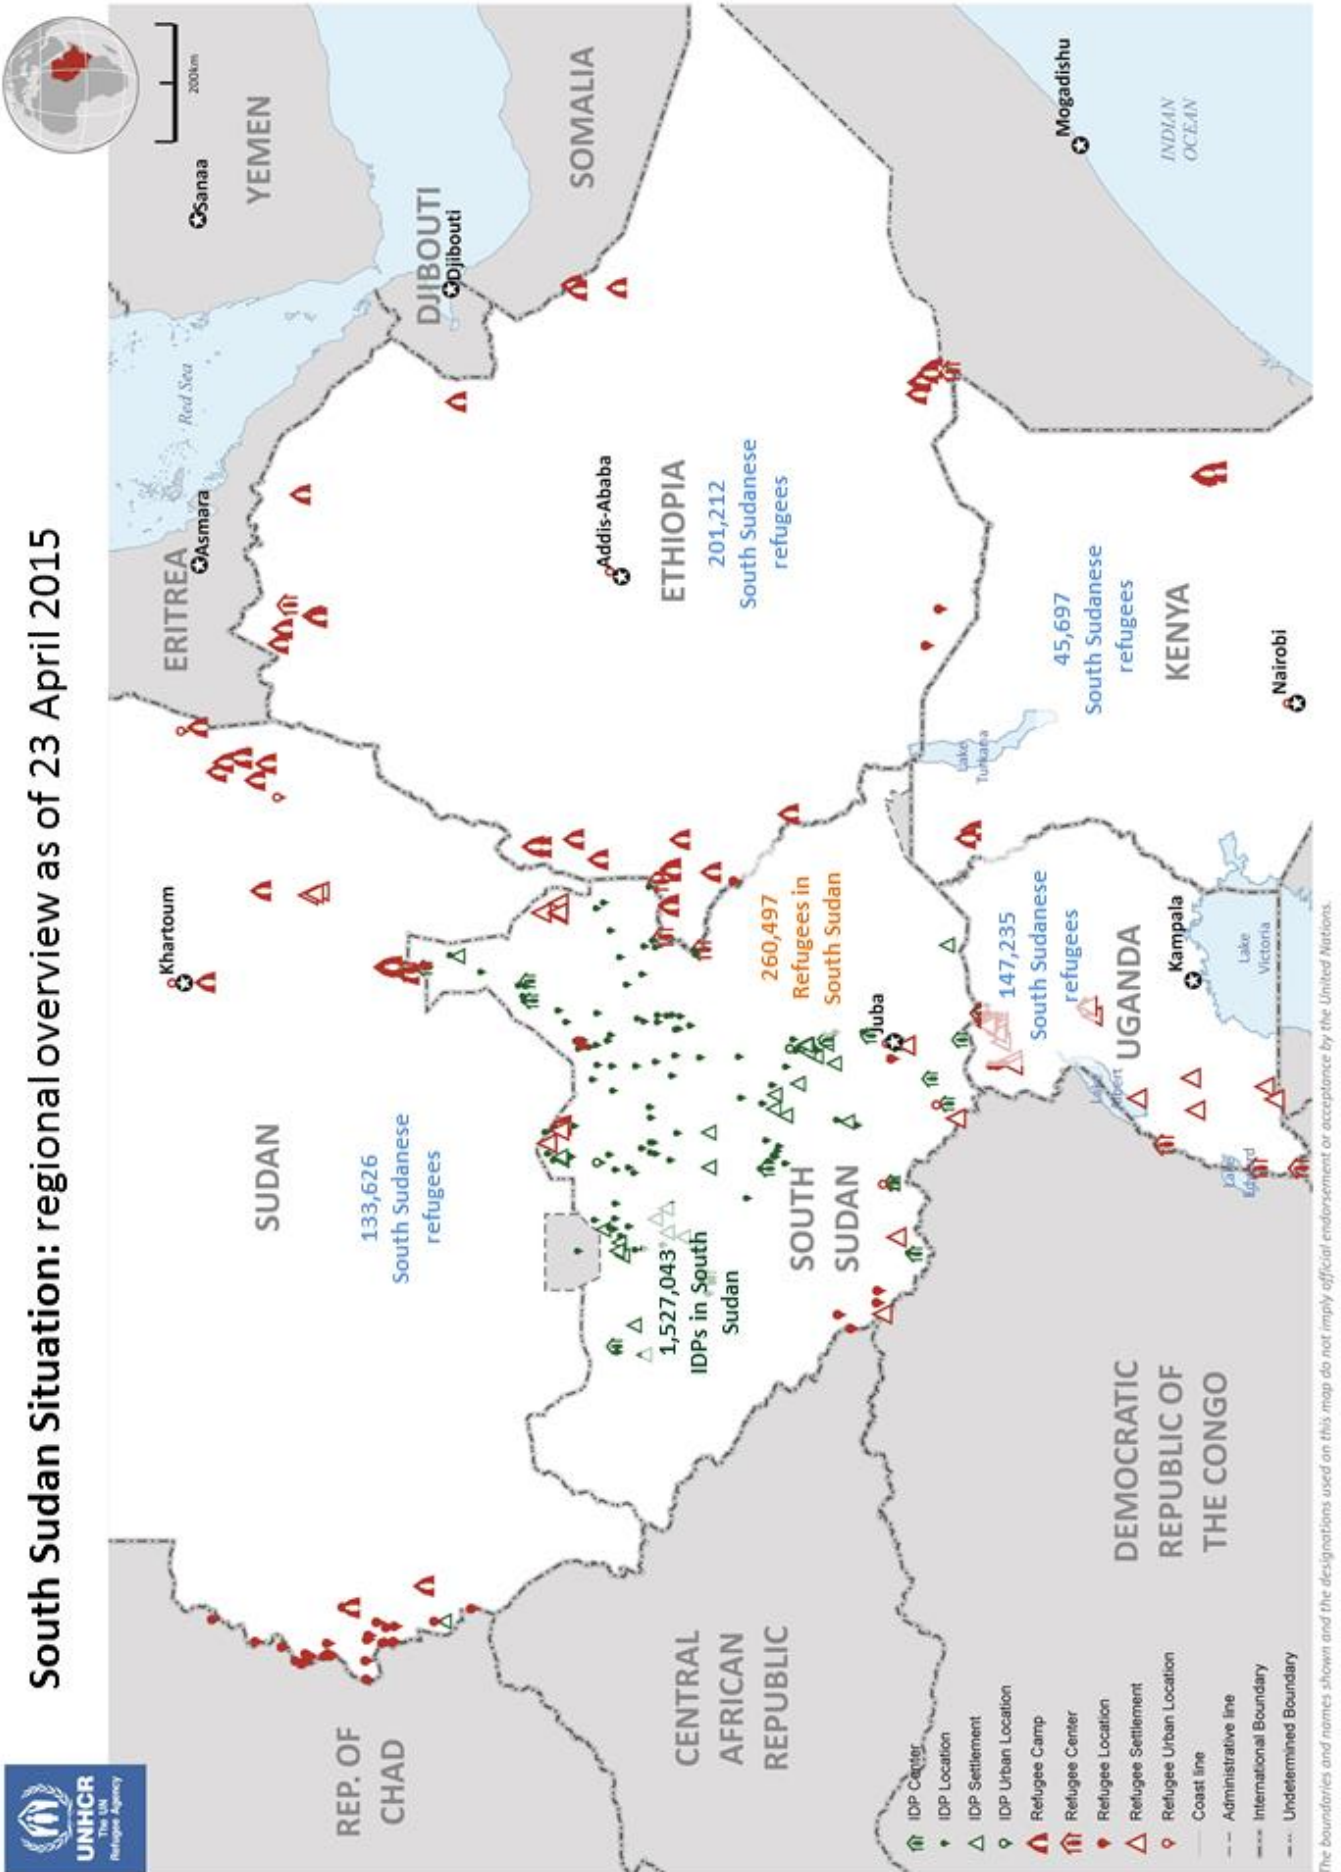 South Sudan Situation: regional overview as of 23 April 2015
UNHCR
The UN
Refugee Agency
200km
Khartoum
ERITREA
Asmara
Red Sea
Sanaa
YEMEN
DJIBOUTI
Djibouti
SOMALIA
REP. OF
CHAD
SUDAN
133,626
South Sudanese
refugees
Addis-Ababa
ETHIOPIA
201,212
South Sudanese
refugees
CENTRAL
AFRICAN
REPUBLIC
1,527,043
IDPs in South
Sudan
SOUTH
SUDAN
260,497
Refugees in
South Sudan
Juba
Lake
Turkana
45,697
South Sudanese
refugees
KENYA
Nairobi
Mogadishu
INDIAN
OCEAN
147,235
South Sudanese
refugees
UGANDA
Kampala
Lake
Albert
Lake
Edward
Lake
Victoria
DEMOCRATIC
REPUBLIC OF
THE CONGO
IDP Center
IDP Location
IDP Settlement
IDP Urban Location
Refugee Camp
Refugee Center
Refugee Location
Refugee Settlement
Refugee Urban Location
Coast line
Administrative line
International Boundary
Undetermined Boundary
The boundaries and names shown and the designations used on this map do not imply official endorsement or acceptance by the United Nations.